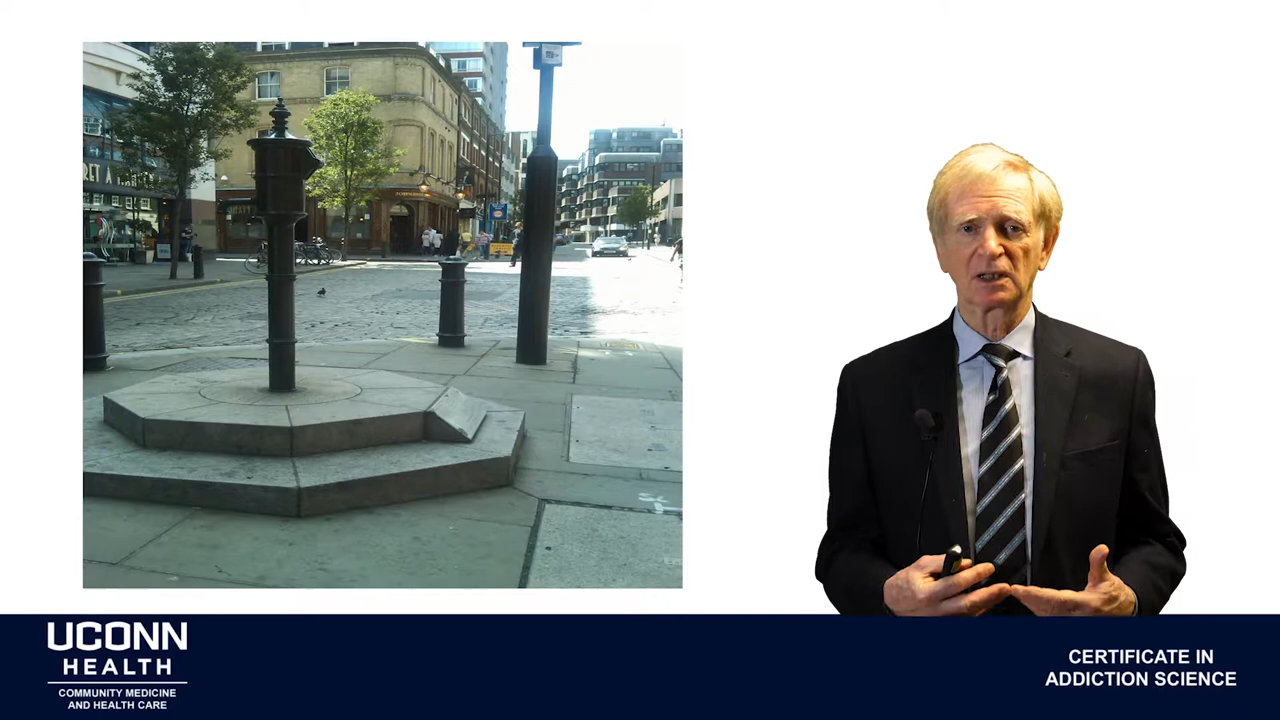 UCONN
HEALTH
COMMUNITY MEDICINE
AND HEALTH CARE
CERTIFICATE IN
ADDICTION SCIENCE